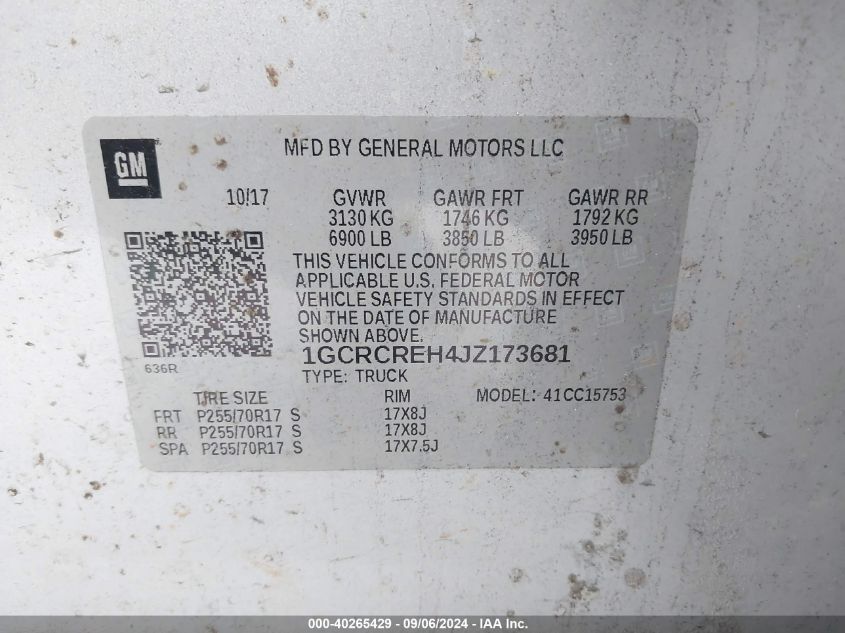 GM
MFD BY GENERAL MOTORS LLC
10/17 GVWR GAWR FRT GAWR RR
3130 KG 1746 KG 1792 KG
6900 LB 3850 LB 3950 LB
THIS VEHICLE CONFORMS TO ALL
APPLICABLE U.S. FEDERAL MOTOR
VEHICLE SAFETY STANDARDS IN EFFECT
ON THE DATE OF MANUFACTURE
SHOWN ABOVE.
636R
1GCRCREH4JZ173681
TYPE: TRUCK
TIRE SIZE RIM MODEL: 41CC15753
FRT P255/70R17 S 17X8J
RR P255/70R17 S 17X8J
SPA P255/70R17 S 17X7.5J
000-40265429 - 09/06/2024 - IAA Inc.